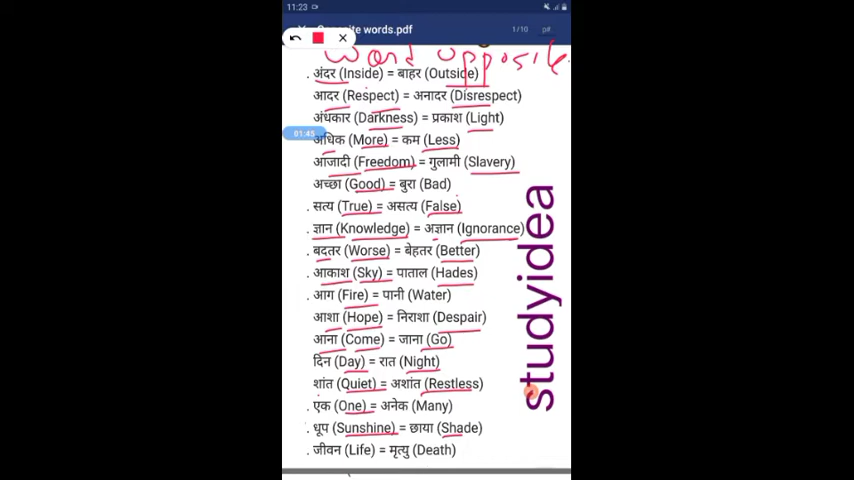 11:23
Opposite words.pdf
1/10
word opposite
. अंदर (Inside) = बाहर (Outside)
आदर (Respect) = अनादर (Disrespect)
अंधकार (Darkness) = प्रकाश (Light)
01:45
अधिक (More) = कम (Less)
आजादी (Freedom) = गुलामी (Slavery)
अच्छा (Good) = बुरा (Bad)
. सत्य (True) = असत्य (False)
. ज्ञान (Knowledge) = अज्ञान (Ignorance)
. बदतर (Worse) = बेहतर (Better)
. आकाश (Sky) = पाताल (Hades)
. आग (Fire) = पानी (Water)
आशा (Hope) = निराशा (Despair)
आना (Come) = जाना (Go)
दिन (Day) = रात (Night)
शांत (Quiet) = अशांत (Restless)
. एक (One) = अनेक (Many)
. धूप (Sunshine) = छाया (Shade)
. जीवन (Life) = मृत्यु (Death)
studyidea